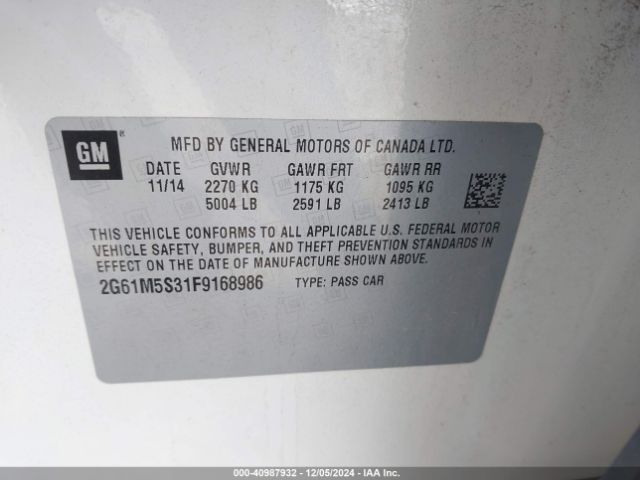 GM ®
MFD BY GENERAL MOTORS OF CANADA LTD.
DATE GVWR GAWR FRT GAWR RR
11/14 2270 KG 1175 KG 1095 KG
5004 LB 2591 LB 2413 LB
THIS VEHICLE CONFORMS TO ALL APPLICABLE U.S. FEDERAL MOTOR
VEHICLE SAFETY, BUMPER, AND THEFT PREVENTION STANDARDS IN
EFFECT ON THE DATE OF MANUFACTURE SHOWN ABOVE.
2G61M5S31F9168986 TYPE: PASS CAR
000-40987932 - 12/05/2024 - IAA Inc.